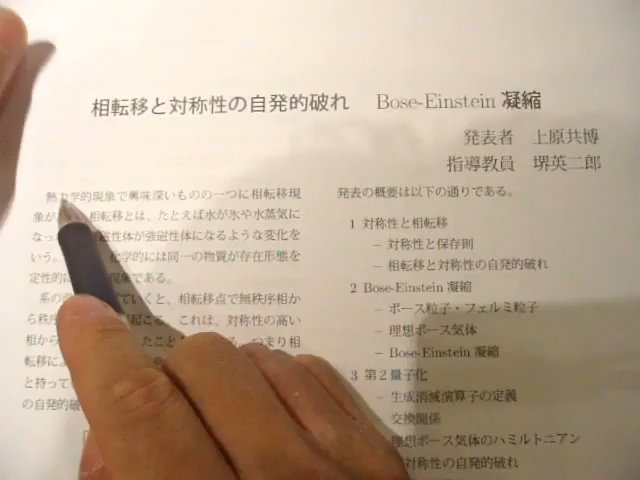 相転移と対称性の自発的破れ Bose-Einstein 凝縮
発表者 上原共博
指導教員 堺英二郎
熱力学的現象で興味深いものの一つに相転移現
象が 相転移とは、たとえば水が氷や水蒸気に
なっ 磁性体が強磁性体になるような変化を
いう。 化学的には同一の物質が存在形態を
定性的に 現象である。
系の ていくと、相転移点で無秩序相か
ら秩序 起こる。これは、対称性の高い
相から たこと つまり相
転移に
と持って
の自発的破
発表の概要は以下の通りである。
1 対称性と相転移
– 対称性と保存則
– 相転移と対称性の自発的破れ
2 Bose-Einstein 凝縮
– ボース粒子・フェルミ粒子
– 理想ボース気体
– Bose-Einstein 凝縮
3 第2量子化
– 生成消滅演算子の定義
交換関係
理想ボース気体のハミルトニアン
対称性の自発的破れ